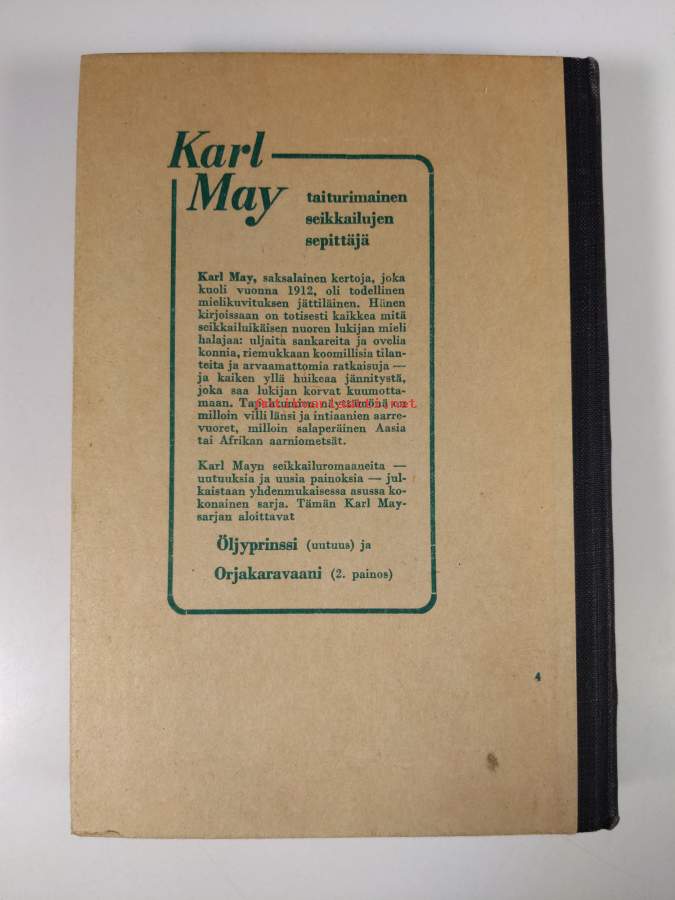 Karl
May
taiturimainen
seikkailujen
sepittäjä
Karl May, saksalainen kertoja, joka
kuoli vuonna 1912, oli todellinen
mielikuvituksen jättiläinen. Hänen
kirjoissaan on totisesti kaikkea mitä
seikkailuikäisen nuoren lukijan mieli
halajaa: uljaita sankareita ja ovelia
konnia, riemukkaan koomillisia tilan-
teita ja arvaamattomia ratkaisuja —
ja kaiken yllä huikeaa jännitystä,
joka saa lukijan korvat kuumotta-
maan. Tapahtumien näyttämönä on
milloin villi länsi ja intiaanien aarre-
vuoret, milloin salaperäinen Aasia
tai Afrikan aarniometsät.
Karl Mayn seikkailuromaaneita —
uutuuksia ja uusia painoksia — jul-
kaistaan yhdenmukaisessa asussa ko-
konainen sarja. Tämän Karl May-
sarjan aloittavat
Öljyprinssi (uutuus) ja
Orjakaravaani (2. painos)
4